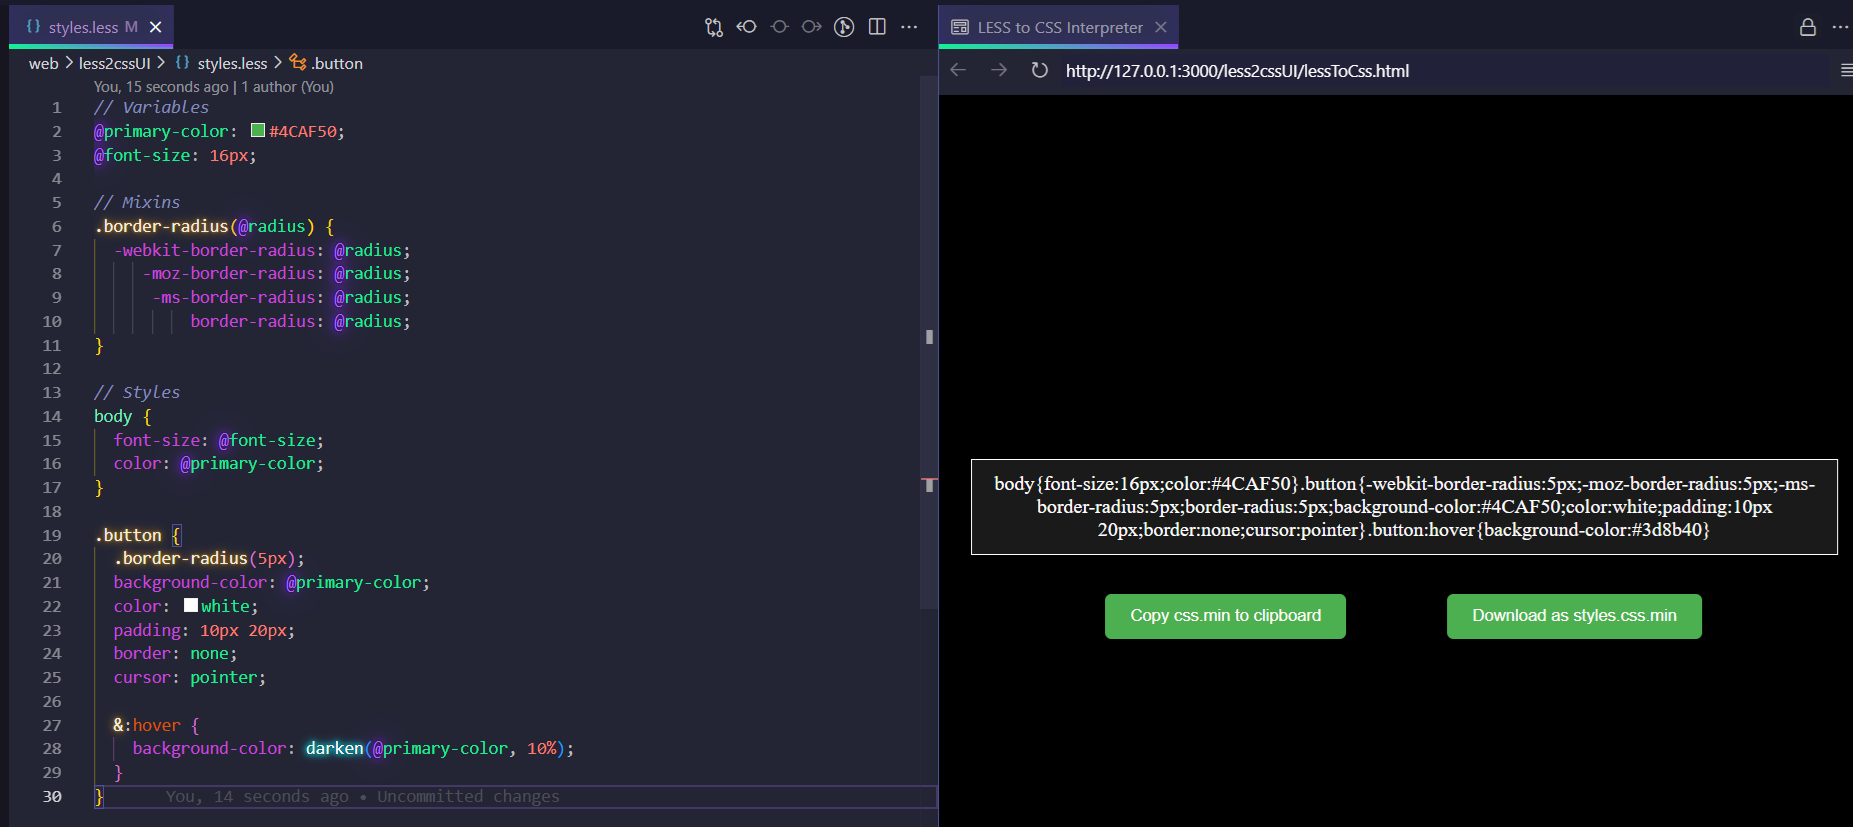 styles.less M
web > less2cssUI > styles.less > .button
You, 15 seconds ago | 1 author (You)
1 // Variables
2 @primary-color: #4CAF50;
3 @font-size: 16px;
4
5 // Mixins
6 .border-radius(@radius) {
7 -webkit-border-radius: @radius;
8 -moz-border-radius: @radius;
9 -ms-border-radius: @radius;
10 border-radius: @radius;
11 }
12
13 // Styles
14 body {
15 font-size: @font-size;
16 color: @primary-color;
17 }
18
19 .button {
20 .border-radius(5px);
21 background-color: @primary-color;
22 color: white;
23 padding: 10px 20px;
24 border: none;
25 cursor: pointer;
26
27 &:hover {
28 background-color: darken(@primary-color, 10%);
29 }
30 } You, 14 seconds ago • Uncommitted changes
LESS to CSS Interpreter
http://127.0.0.1:3000/less2cssUI/lessToCss.html
body{font-size:16px;color:#4CAF50}.button{-webkit-border-radius:5px;-moz-border-radius:5px;-ms-
border-radius:5px;border-radius:5px;background-color:#4CAF50;color:white;padding:10px
20px;border:none;cursor:pointer}.button:hover{background-color:#3d8b40}
Copy css.min to clipboard
Download as styles.css.min